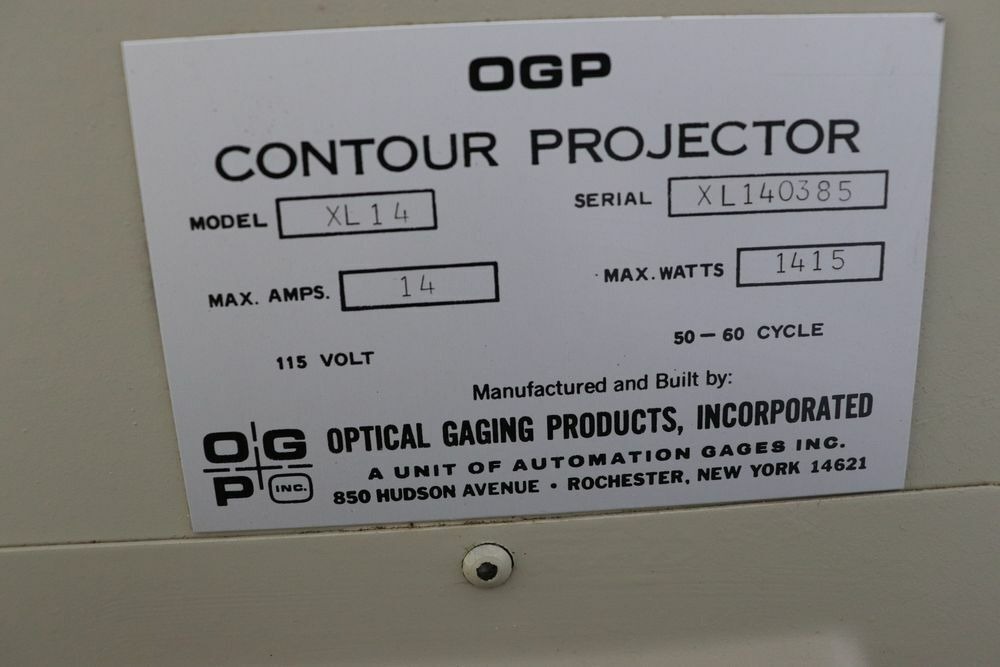 OGP
CONTOUR PROJECTOR
MODEL XL14 SERIAL XL140385
MAX. AMPS. 14 MAX. WATTS 1415
115 VOLT 50 – 60 CYCLE
Manufactured and Built by:
OGP INC.
OPTICAL GAGING PRODUCTS, INCORPORATED
A UNIT OF AUTOMATION GAGES INC.
850 HUDSON AVENUE • ROCHESTER, NEW YORK 14621